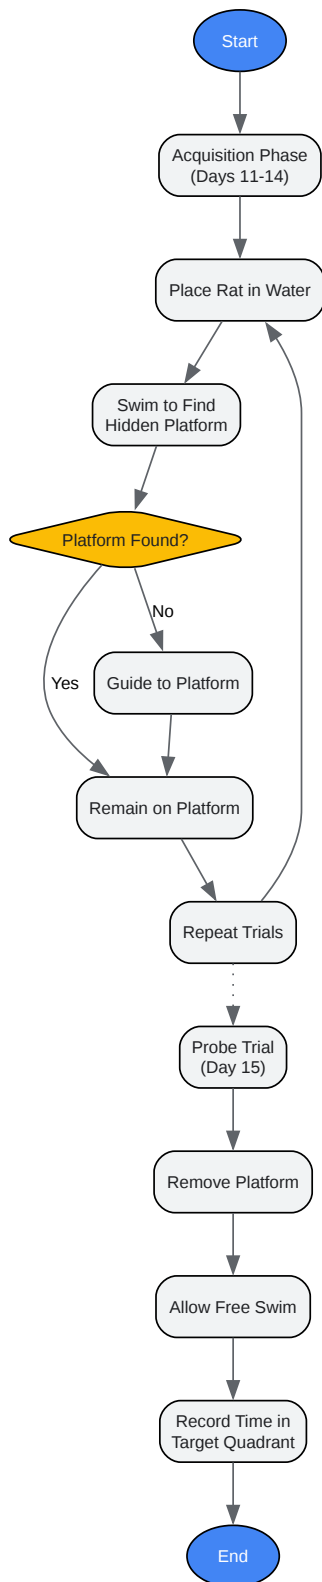 Start
Acquisition Phase
(Days 11-14)
Place Rat in Water
Swim to Find
Hidden Platform
Platform Found?
No
Yes
Guide to Platform
Remain on Platform
Repeat Trials
Probe Trial
(Day 15)
Remove Platform
Allow Free Swim
Record Time in
Target Quadrant
End